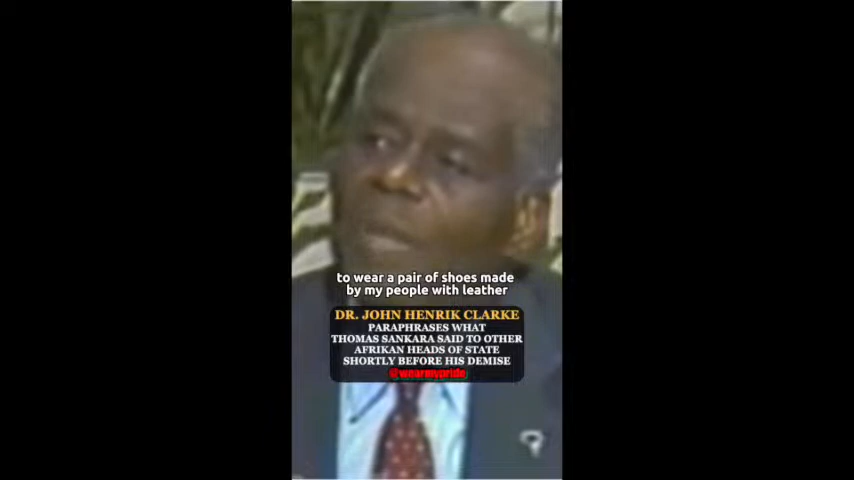 to wear a pair of shoes made
by my people with leather
DR. JOHN HENRIK CLARKE
PARAPHRASES WHAT
THOMAS SANKARA SAID TO OTHER
AFRIKAN HEADS OF STATE
SHORTLY BEFORE HIS DEMISE
@wearmypride